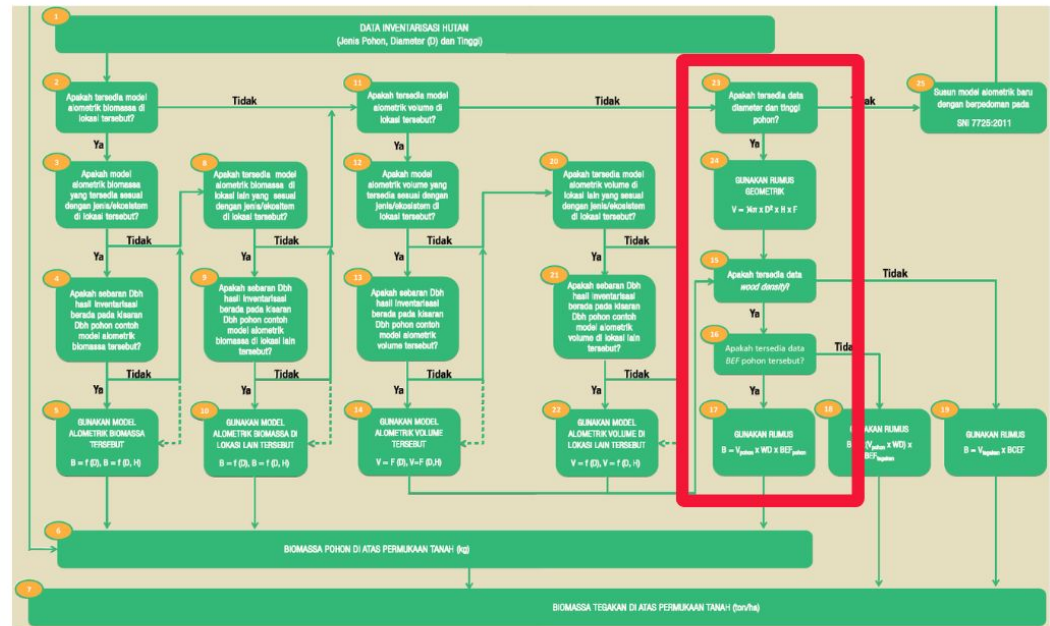 1
DATA INVENTARISASI HUTAN
(Jenis Pohon, Diameter (D) dan Tinggi)
2
Apakah tersedia model
alometrik biomassa di
lokasi tersebut?
Tidak
11
Apakah tersedia model
alometrik volume di
lokasi tersebut?
Tidak
23
Apakah tersedia data
diameter dan tinggi
pohon?
25
Susun model alometrik baru
dengan berpedoman pada
SNI 7725:2011
Ya
3
Apakah model
alometrik biomassa
yang tersedia sesuai
dengan jenis/ekosistem
di lokasi tersebut?
8
Apakah tersedia model
alometrik biomassa di
lokasi lain yang sesuai
dengan jenis/ekosistem
di lokasi tersebut?
Ya
12
Apakah model
alometrik volume yang
tersedia sesuai dengan
jenis/ekosistem di
lokasi tersebut?
20
Apakah tersedia model
alometrik volume di
lokasi lain yang sesuai
dengan jenis/ekosistem
di lokasi tersebut?
Ya
24
GUNAKAN RUMUS
GEOMETRIK
V = ¼π x D² x H x F
Ya
Tidak
Ya
Tidak
Ya
Tidak
Ya
Tidak
4
Apakah sebaran Dbh
hasil inventarisasi
berada pada kisaran
Dbh pohon contoh
model alometrik
biomassa tersebut?
9
Apakah sebaran Dbh
hasil inventarisasi
berada pada kisaran
Dbh pohon contoh
model alometrik
biomassa di lokasi lain
tersebut?
13
Apakah sebaran Dbh
hasil inventarisasi
berada pada kisaran
Dbh pohon contoh
model alometrik
volume tersebut?
21
Apakah sebaran Dbh
hasil inventarisasi
berada pada kisaran
Dbh pohon contoh
model alometrik
volume di lokasi lain
tersebut?
15
Apakah tersedia data
wood density?
Tidak
Ya
16
Apakah tersedia data
BEF pohon tersebut?
Ya
Tidak
Ya
Tidak
Ya
Tidak
Ya
Tidak
Ya
5
GUNAKAN MODEL
ALOMETRIK BIOMASSA
TERSEBUT
B = f (D), B = f (D, H)
10
GUNAKAN MODEL
ALOMETRIK BIOMASSA DI
LOKASI LAIN TERSEBUT
B = f (D), B = f (D, H)
14
GUNAKAN MODEL
ALOMETRIK VOLUME
TERSEBUT
V = F (D), V=F (D,H)
22
GUNAKAN MODEL
ALOMETRIK VOLUME DI
LOKASI LAIN TERSEBUT
V = f (D), V = f (D, H)
17
GUNAKAN RUMUS
B = Vpohon x WD x BEFpohon
18
GUNAKAN RUMUS
(Vpohon x WD) x
BEFtegakan
19
GUNAKAN RUMUS
B = Vtegakan x BCEF
6
BIOMASSA POHON DI ATAS PERMUKAAN TANAH (kg)
7
BIOMASSA TEGAKAN DI ATAS PERMUKAAN TANAH (ton/ha)